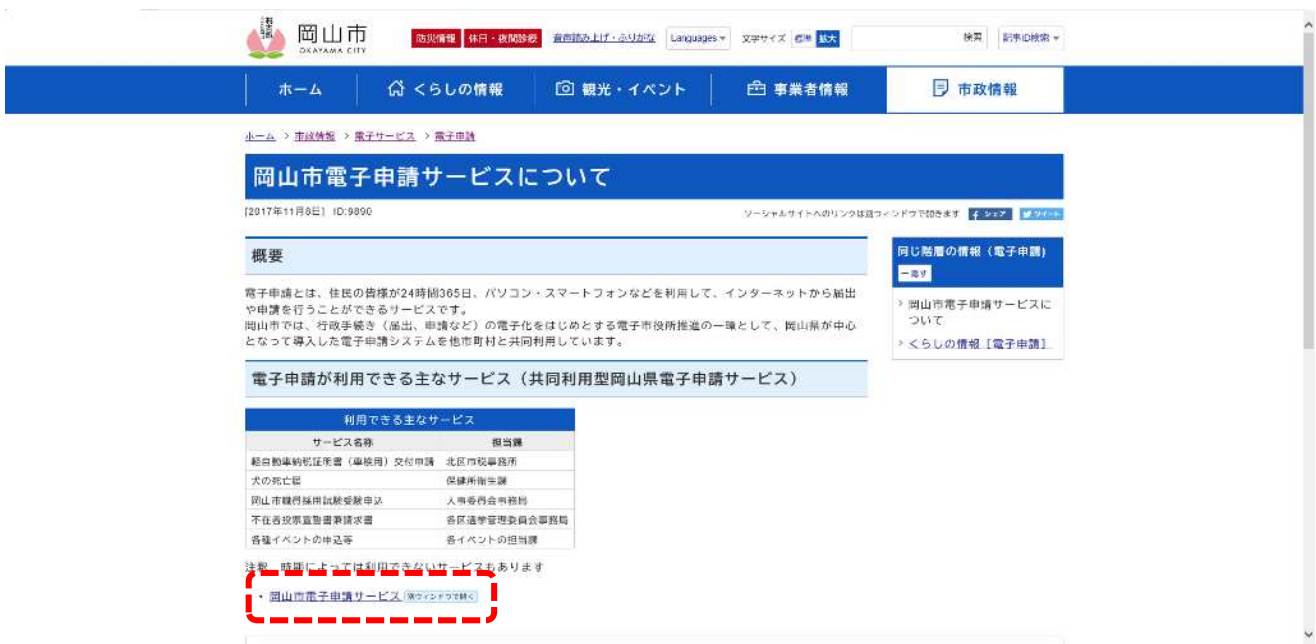 岡山市
OKAYAMA CITY
防災情報 休日・夜間診療 音声読み上げ・ふりがな Languages 文字サイズ 標準 拡大 検索 記事ID検索
ホーム くらしの情報 観光・イベント 事業者情報 市政情報
ホーム > 市政情報 > 電子サービス > 電子申請
岡山市電子申請サービスについて
[2017年11月8日] ID:9890
ソーシャルサイトへのリンクは別ウィンドウで開きます シェア ツイート
概要
電子申請とは、住民の皆様が24時間365日、パソコン・スマートフォンなどを利用して、インターネットから届出
や申請を行うことができるサービスです。
岡山市では、行政手続き（届出、申請など）の電子化をはじめとする電子市役所推進の一環として、岡山県が中心
となって導入した電子申請システムを他市町村と共同利用しています。
同じ階層の情報（電子申請）
隠す
> 岡山市電子申請サービスに
ついて
> くらしの情報［電子申請］
電子申請が利用できる主なサービス（共同利用型岡山県電子申請サービス）
利用できる主なサービス
サービス名称 担当課
軽自動車納税証明書（車検用）交付申請 北区市税事務所
犬の死亡届 保健所衛生課
岡山市職員採用試験受験申込 人事委員会事務局
不在者投票宣誓書兼請求書 各区選挙管理委員会事務局
各種イベントの申込等 各イベントの担当課
注釈 時期によっては利用できないサービスもあります
・岡山市電子申請サービス 別ウィンドウで開く